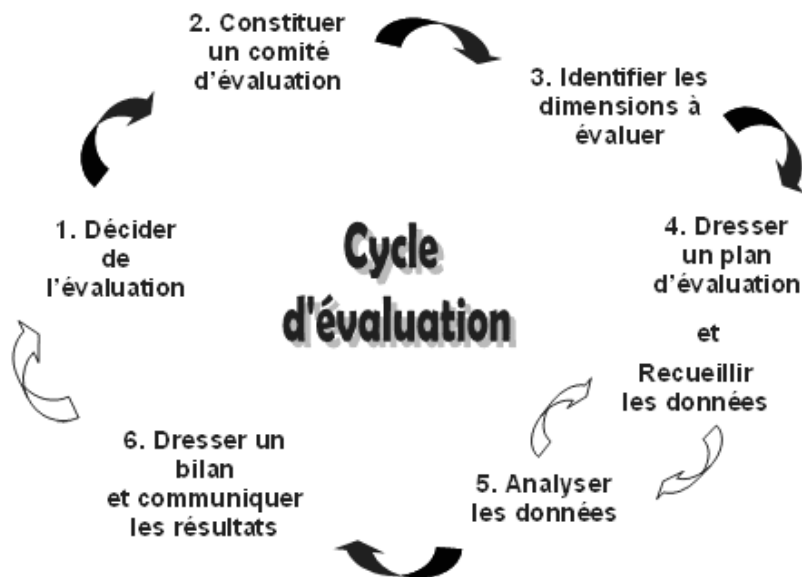 2. Constituer
un comité
d'évaluation
3. Identifier les
dimensions à
évaluer
1. Décider
de
l'évaluation
Cycle
d'évaluation
4. Dresser
un plan
d'évaluation
et
Recueillir
les données
5. Analyser
les données
6. Dresser un
bilan
et communiquer
les résultats